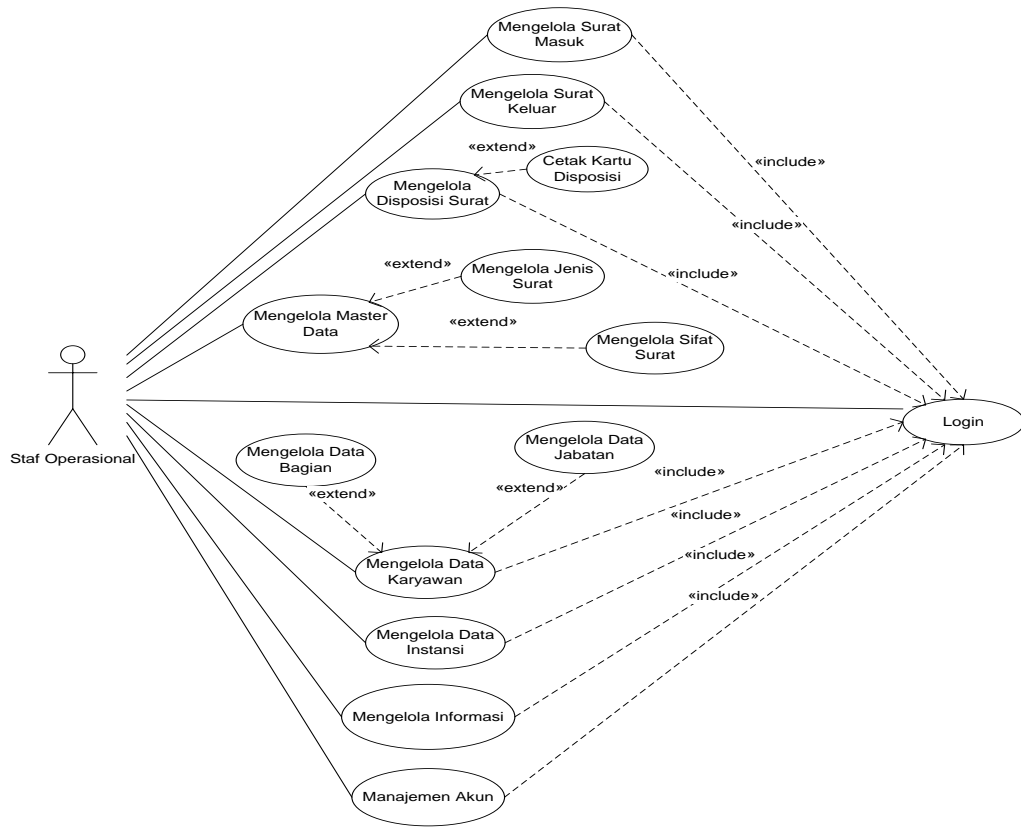 Mengelola Surat
Masuk
Mengelola Surat
Keluar
«extend»
Cetak Kartu
Disposisi
«include»
Mengelola
Disposisi Surat
«include»
«extend»
Mengelola Jenis
Surat
«include»
Mengelola Master
Data
«extend»
Mengelola Sifat
Surat
Staf Operasional
Login
Mengelola Data
Bagian
Mengelola Data
Jabatan
«extend»
«extend»
«include»
«include»
Mengelola Data
Karyawan
«include»
«include»
Mengelola Data
Instansi
Mengelola Informasi
Manajemen Akun